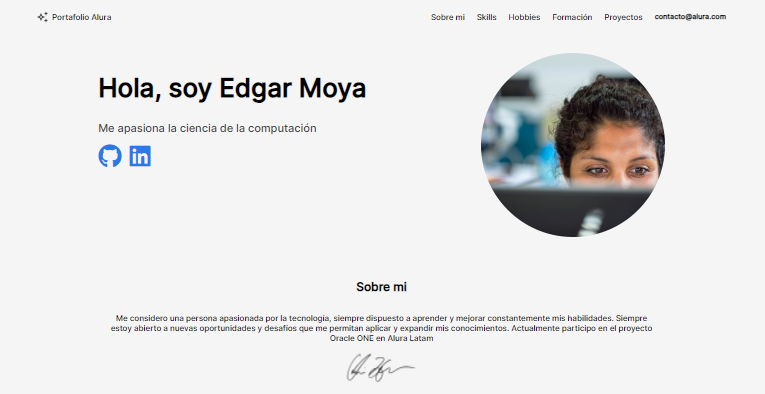 Portafolio Alura
Sobre mi
Skills
Hobbies
Formación
Proyectos
contacto@alura.com
Hola, soy Edgar Moya
Me apasiona la ciencia de la computación
in
Sobre mi
Me considero una persona apasionada por la tecnología, siempre dispuesto a aprender y mejorar constantemente mis habilidades. Siempre
estoy abierto a nuevas oportunidades y desafíos que me permitan aplicar y expandir mis conocimientos. Actualmente participo en el proyecto
Oracle ONE en Alura Latam